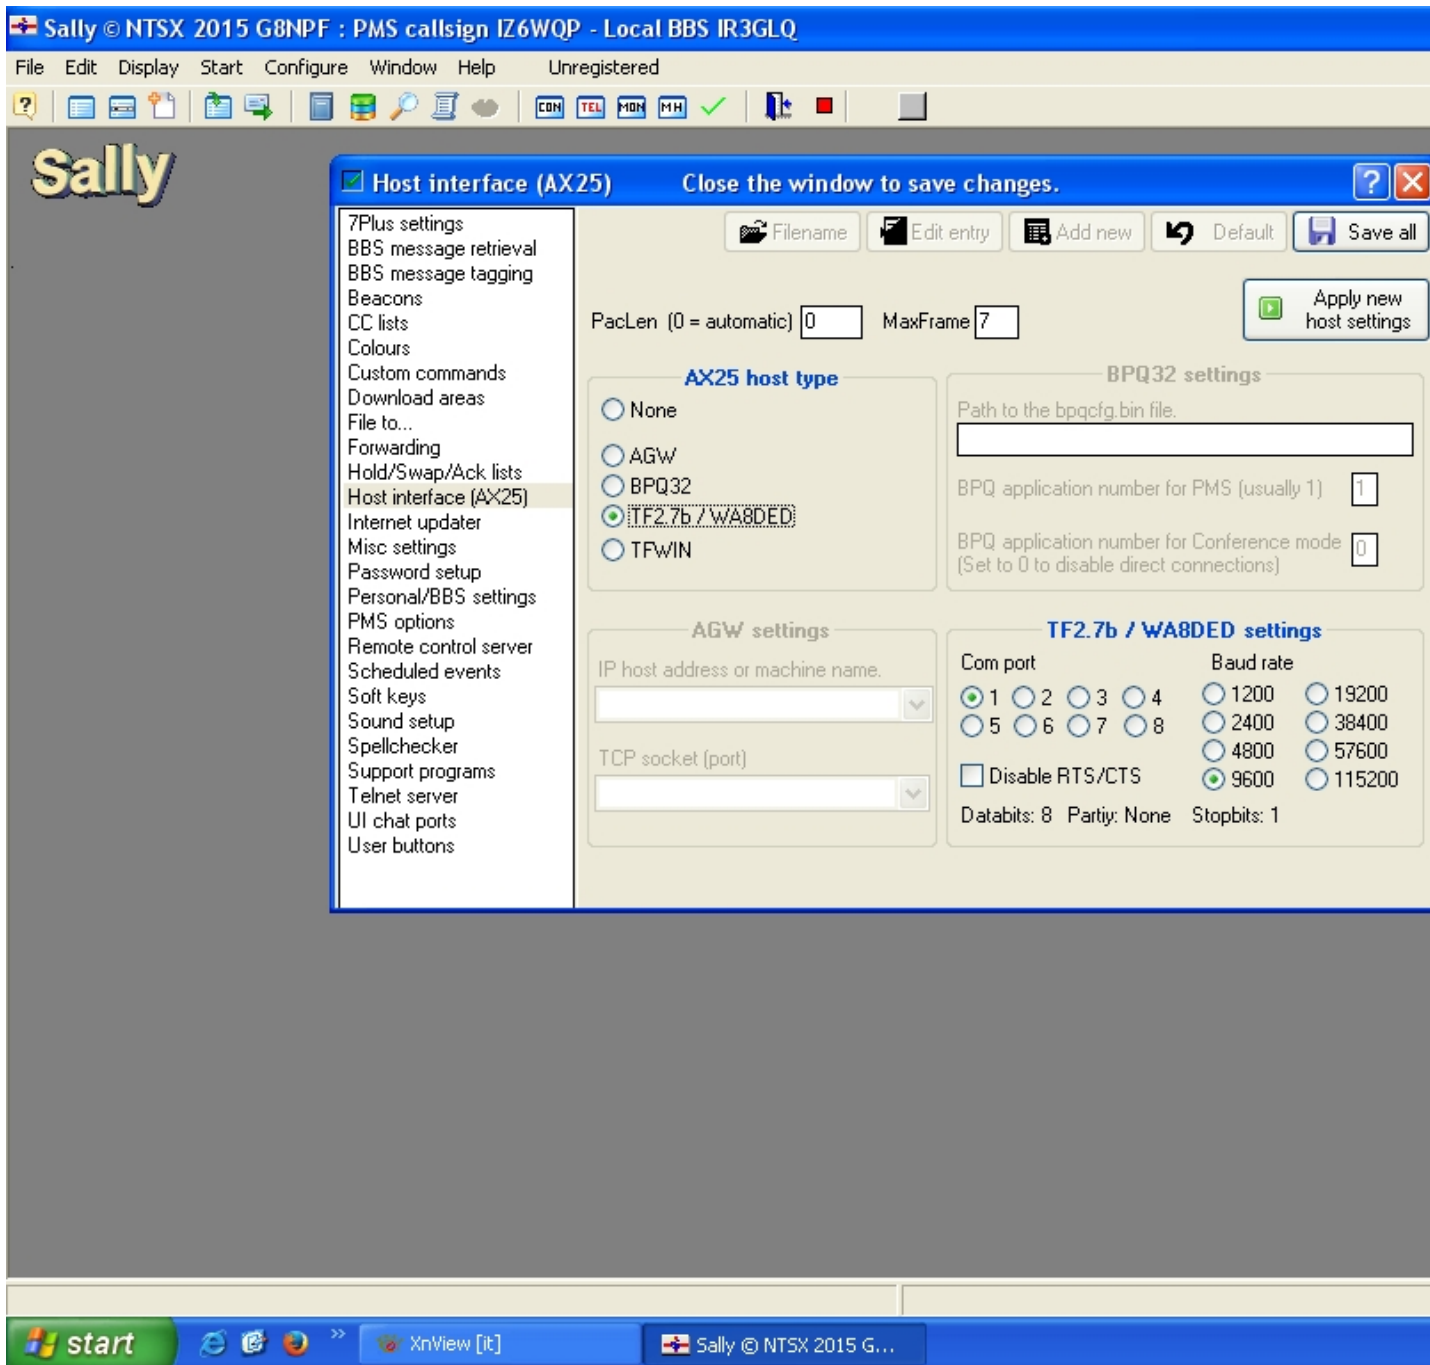 Sally © NTSX 2015 G8NPF : PMS callsign IZ6WQP - Local BBS IR3GLQ
File Edit Display Start Configure Window Help Unregistered
CON TEL MON MH
Sally
Host interface (AX25) Close the window to save changes.
7Plus settings
BBS message retrieval
BBS message tagging
Beacons
CC lists
Colours
Custom commands
Download areas
File to...
Forwarding
Hold/Swap/Ack lists
Host interface (AX25)
Internet updater
Misc settings
Password setup
Personal/BBS settings
PMS options
Remote control server
Scheduled events
Soft keys
Sound setup
Spellchecker
Support programs
Telnet server
UI chat ports
User buttons
Filename Edit entry Add new Default Save all
PacLen (0 = automatic) 0 MaxFrame 7
Apply new
host settings
AX25 host type
None
AGW
BPQ32
TF2.7b / WA8DED
TFWIN
BPQ32 settings
Path to the bpqcfg.bin file.
BPQ application number for PMS (usually 1) 1
BPQ application number for Conference mode 0
(Set to 0 to disable direct connections)
AGW settings
IP host address or machine name.
TCP socket (port)
TF2.7b / WA8DED settings
Com port Baud rate
1 2 3 4 1200 19200
5 6 7 8 2400 38400
4800 57600
Disable RTS/CTS 9600 115200
Databits: 8 Partiy: None Stopbits: 1
start XnView [it] Sally © NTSX 2015 G...